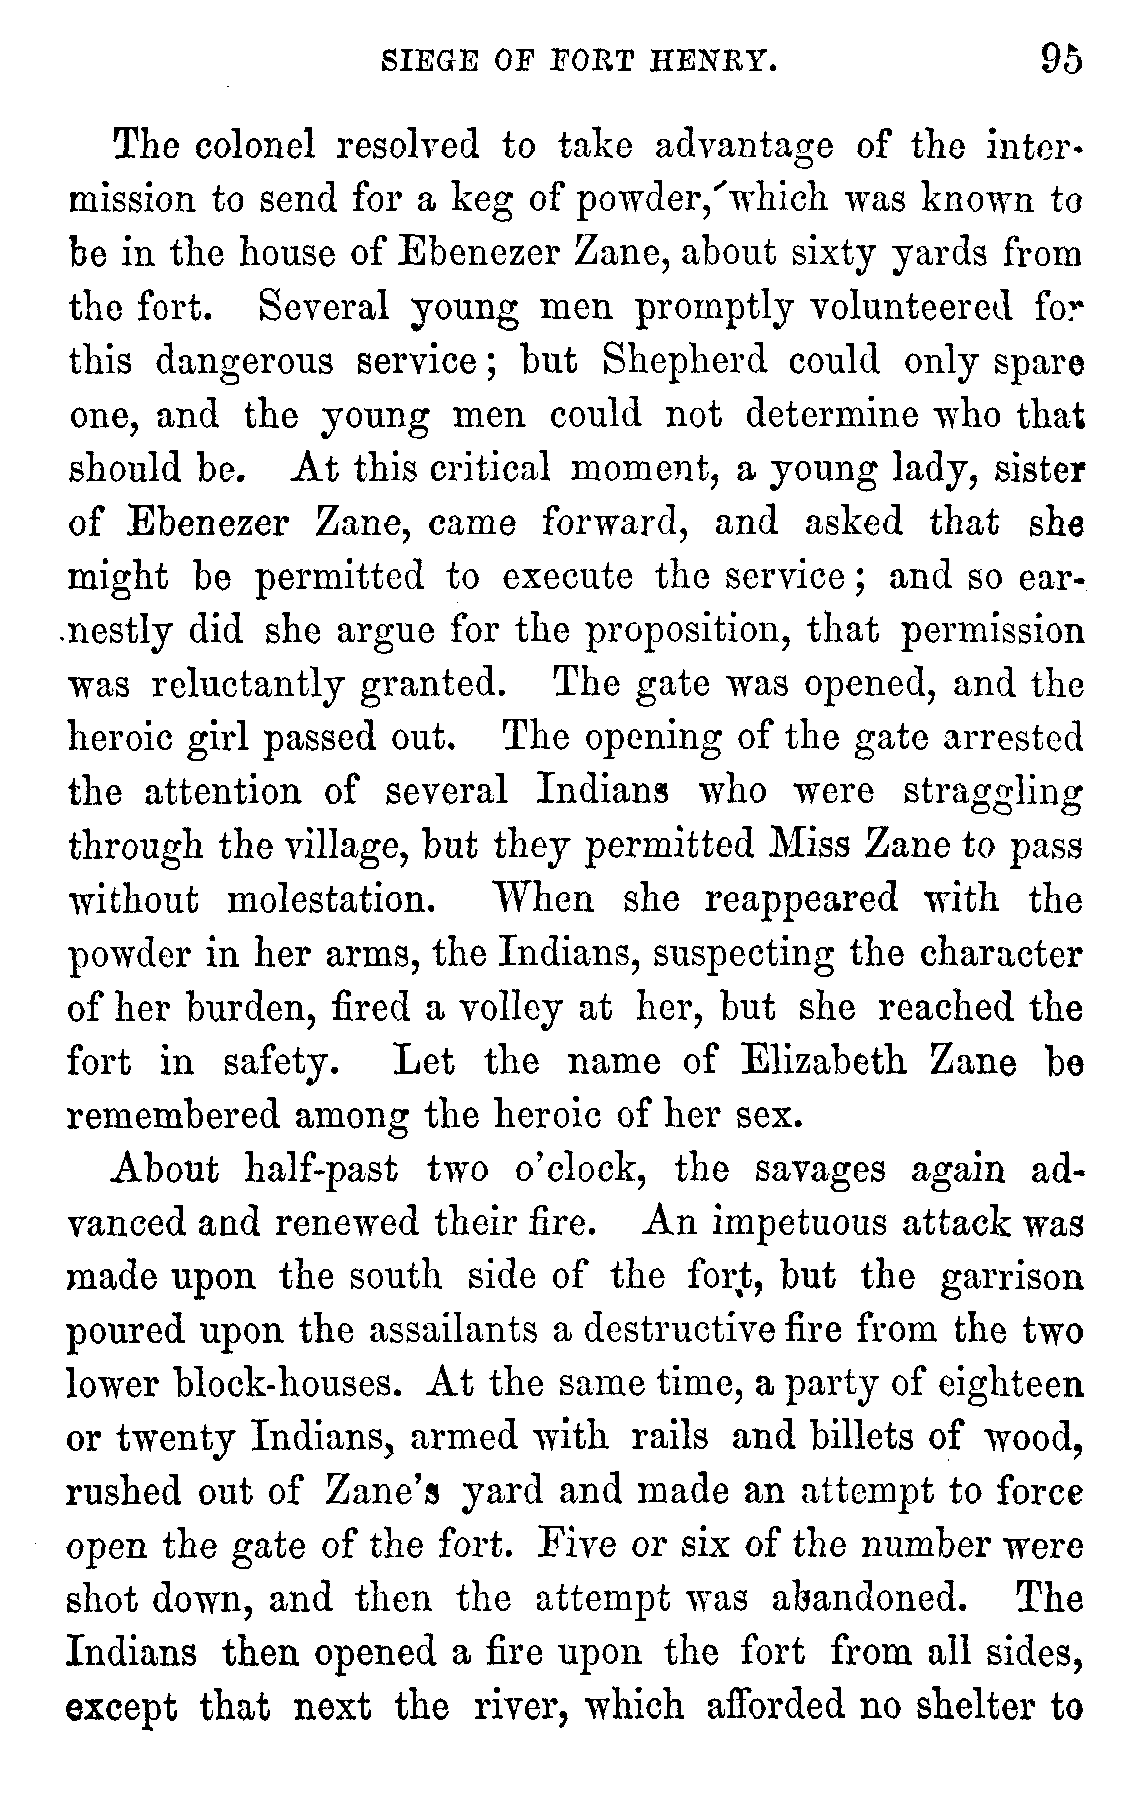 SIEGE OF FORT HENRY. 95
The colonel resolved to take advantage of the inter-
mission to send for a keg of powder, which was known to
be in the house of Ebenezer Zane, about sixty yards from
the fort. Several young men promptly volunteered for
this dangerous service; but Shepherd could only spare
one, and the young men could not determine who that
should be. At this critical moment, a young lady, sister
of Ebenezer Zane, came forward, and asked that she
might be permitted to execute the service; and so ear-
nestly did she argue for the proposition, that permission
was reluctantly granted. The gate was opened, and the
heroic girl passed out. The opening of the gate arrested
the attention of several Indians who were straggling
through the village, but they permitted Miss Zane to pass
without molestation. When she reappeared with the
powder in her arms, the Indians, suspecting the character
of her burden, fired a volley at her, but she reached the
fort in safety. Let the name of Elizabeth Zane be
remembered among the heroic of her sex.
About half-past two o'clock, the savages again ad-
vanced and renewed their fire. An impetuous attack was
made upon the south side of the fort, but the garrison
poured upon the assailants a destructive fire from the two
lower block-houses. At the same time, a party of eighteen
or twenty Indians, armed with rails and billets of wood,
rushed out of Zane's yard and made an attempt to force
open the gate of the fort. Five or six of the number were
shot down, and then the attempt was abandoned. The
Indians then opened a fire upon the fort from all sides,
except that next the river, which afforded no shelter to